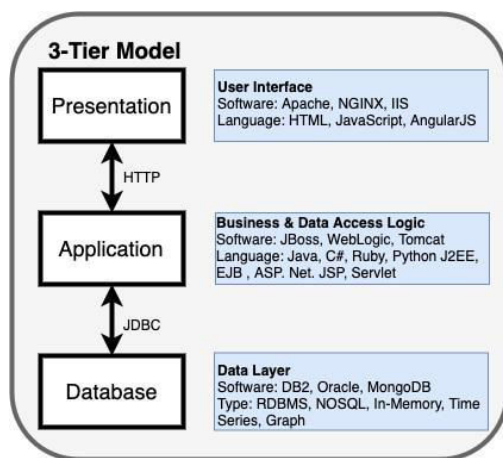 3-Tier Model
Presentation
User Interface
Software: Apache, NGINX, IIS
Language: HTML, JavaScript, AngularJS
HTTP
Application
Business & Data Access Logic
Software: JBoss, WebLogic, Tomcat
Language: Java, C#, Ruby, Python J2EE,
EJB , ASP. Net. JSP, Servlet
JDBC
Database
Data Layer
Software: DB2, Oracle, MongoDB
Type: RDBMS, NOSQL, In-Memory, Time
Series, Graph